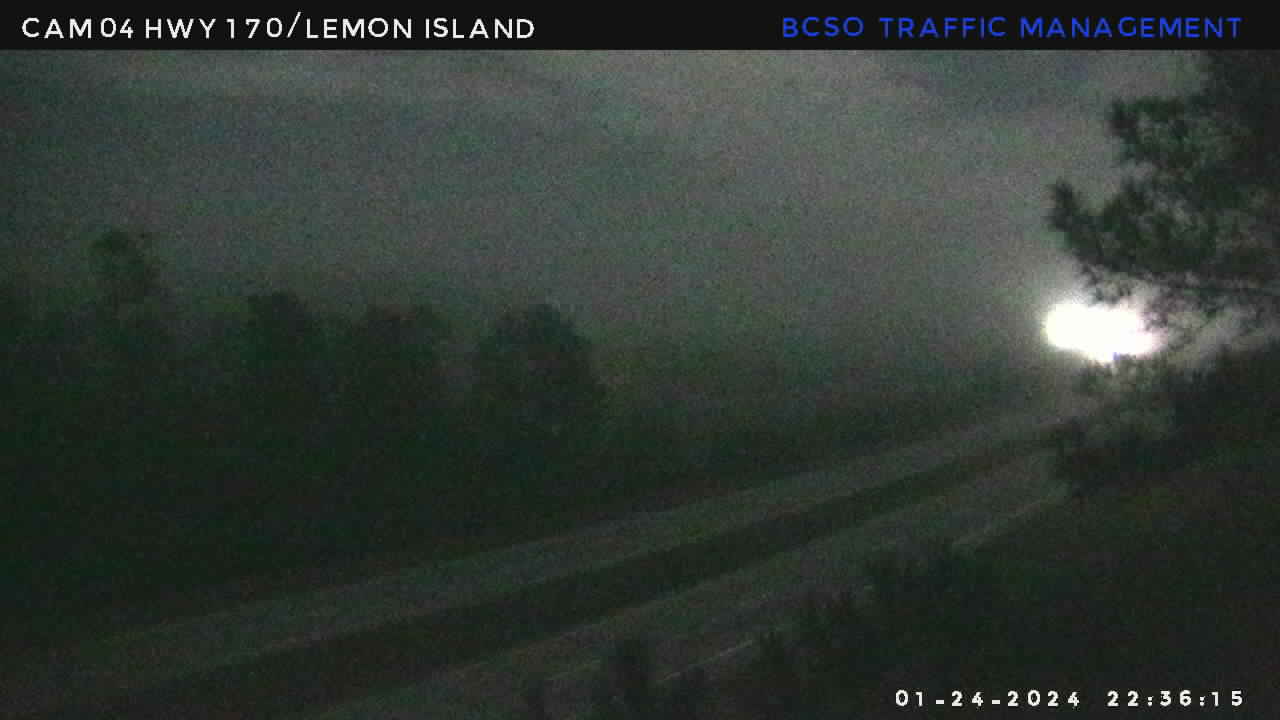 CAM04 HWY 170/LEMON ISLAND
BCSO TRAFFIC MANAGEMENT
01-24-2024 22:36:15